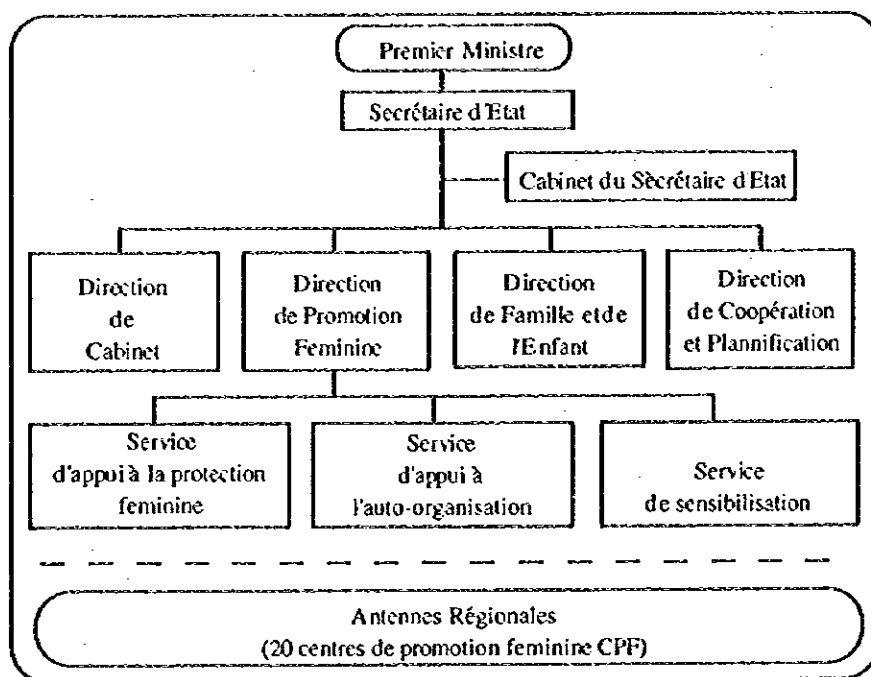 Premier Ministre
Secrétaire d'Etat
Cabinet du Sècrétaire d'Etat
Direction
de
Cabinet
Direction
de Promotion
Feminine
Direction
de Famille et de
l'Enfant
Direction
de Coopération
et Plannification
Service
d'appui à la protection
feminine
Service
d'appui à
l'auto-organisation
Service
de sensibilisation
Antennes Régionales
(20 centres de promotion feminine CPF)